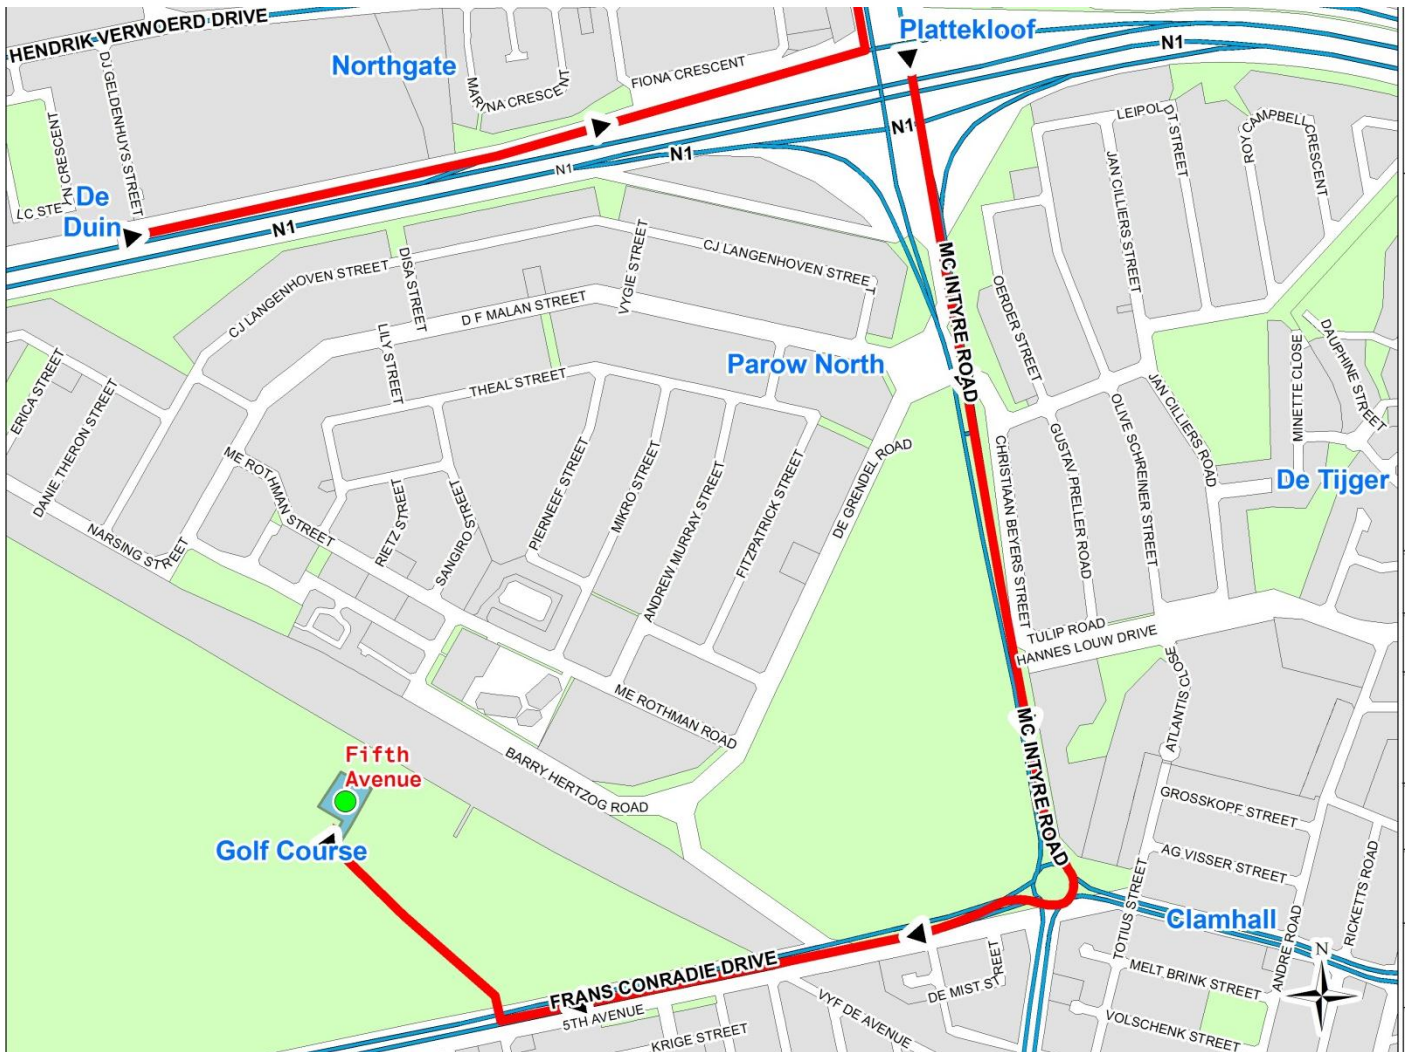 HENDRIK VERWOERD DRIVE
Plattekloof
N1
Northgate
FIONA CRESCENT
MARTNA CRESCENT
DJ GELDENHUYS STREET
LEIPOLDT STREET
ROY CAMPBELL CRESCENT
N1
N1
N1
JAN CILLIERS STREET
LC STEYN CRESCENT
De
Duin
N1
CJ LANGENHOVEN STREET
CJ LANGENHOVEN STREET
DISA STREET
VYGIE STREET
D F MALAN STREET
MC INTYRE ROAD
OERDER STREET
LILY STREET
DAUPHINE STREET
MINETTE CLOSE
ERICA STREET
THEAL STREET
Parow North
JAN CILLIERS ROAD
DANIE THERON STREET
OLIVE SCHREINER STREET
GUSTAV PRELLER ROAD
CHRISTIAAN BEYERS STREET
ME ROTHMAN STREET
PIERNEEF STREET
MIKRO STREET
ANDREW MURRAY STREET
FITZPATRICK STREET
DE GRENDEL ROAD
De Tijger
RIETZ STREET
SANGIRO STREET
NARSING STREET
TULIP ROAD
HANNES LOUW DRIVE
ATLANTIS CLOSE
ME ROTHMAN ROAD
MC INTYRE ROAD
Fifth
Avenue
BARRY HERTZOG ROAD
GROSSKOPF STREET
Golf Course
AG VISSER STREET
RICKETTS ROAD
TOTIUS STREET
Clamhall
ANDRE ROAD
N
FRANS CONRADIE DRIVE
DE MIST STREET
MELT BRINK STREET
5TH AVENUE
VYF DE AVENUE
KRIGE STREET
VOLSCHENK STREET